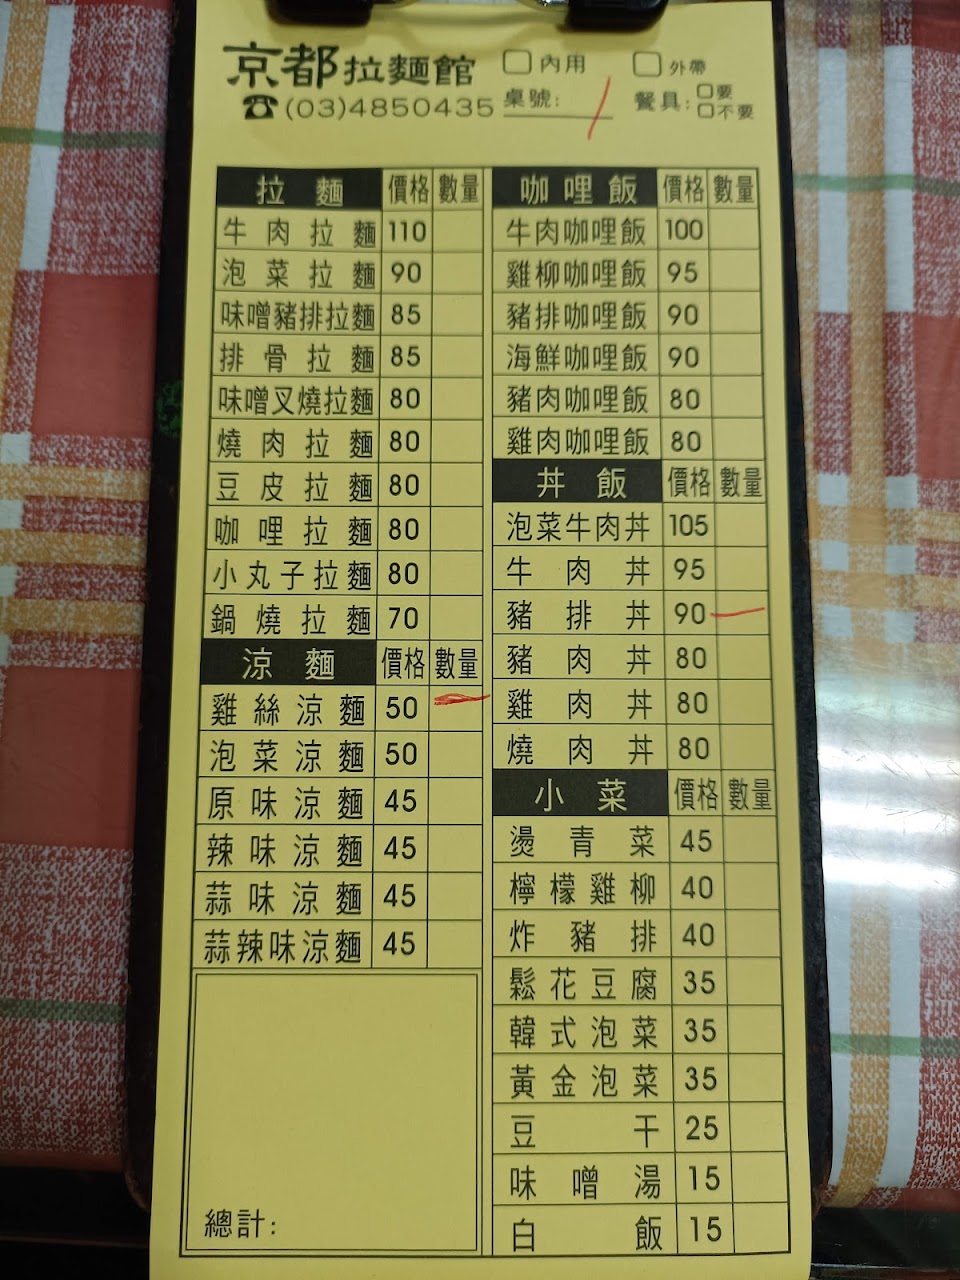 京都拉麵館 □內用 □外帶
☎(03)4850435 桌號: / 餐具: □要 □不要
拉麵 價格 數量
牛肉拉麵 110
泡菜拉麵 90
味噌豬排拉麵 85
排骨拉麵 85
味噌叉燒拉麵 80
燒肉拉麵 80
豆皮拉麵 80
咖哩拉麵 80
小丸子拉麵 80
鍋燒拉麵 70
涼麵 價格 數量
雞絲涼麵 50
泡菜涼麵 50
原味涼麵 45
辣味涼麵 45
蒜味涼麵 45
蒜辣味涼麵 45
總計:
咖哩飯 價格 數量
牛肉咖哩飯 100
雞柳咖哩飯 95
豬排咖哩飯 90
海鮮咖哩飯 90
豬肉咖哩飯 80
雞肉咖哩飯 80
丼飯 價格 數量
泡菜牛肉丼 105
牛肉丼 95
豬排丼 90
豬肉丼 80
雞肉丼 80
燒肉丼 80
小菜 價格 數量
燙青菜 45
檸檬雞柳 40
炸豬排 40
鬆花豆腐 35
韓式泡菜 35
黃金泡菜 35
豆干 25
味噌湯 15
白飯 15